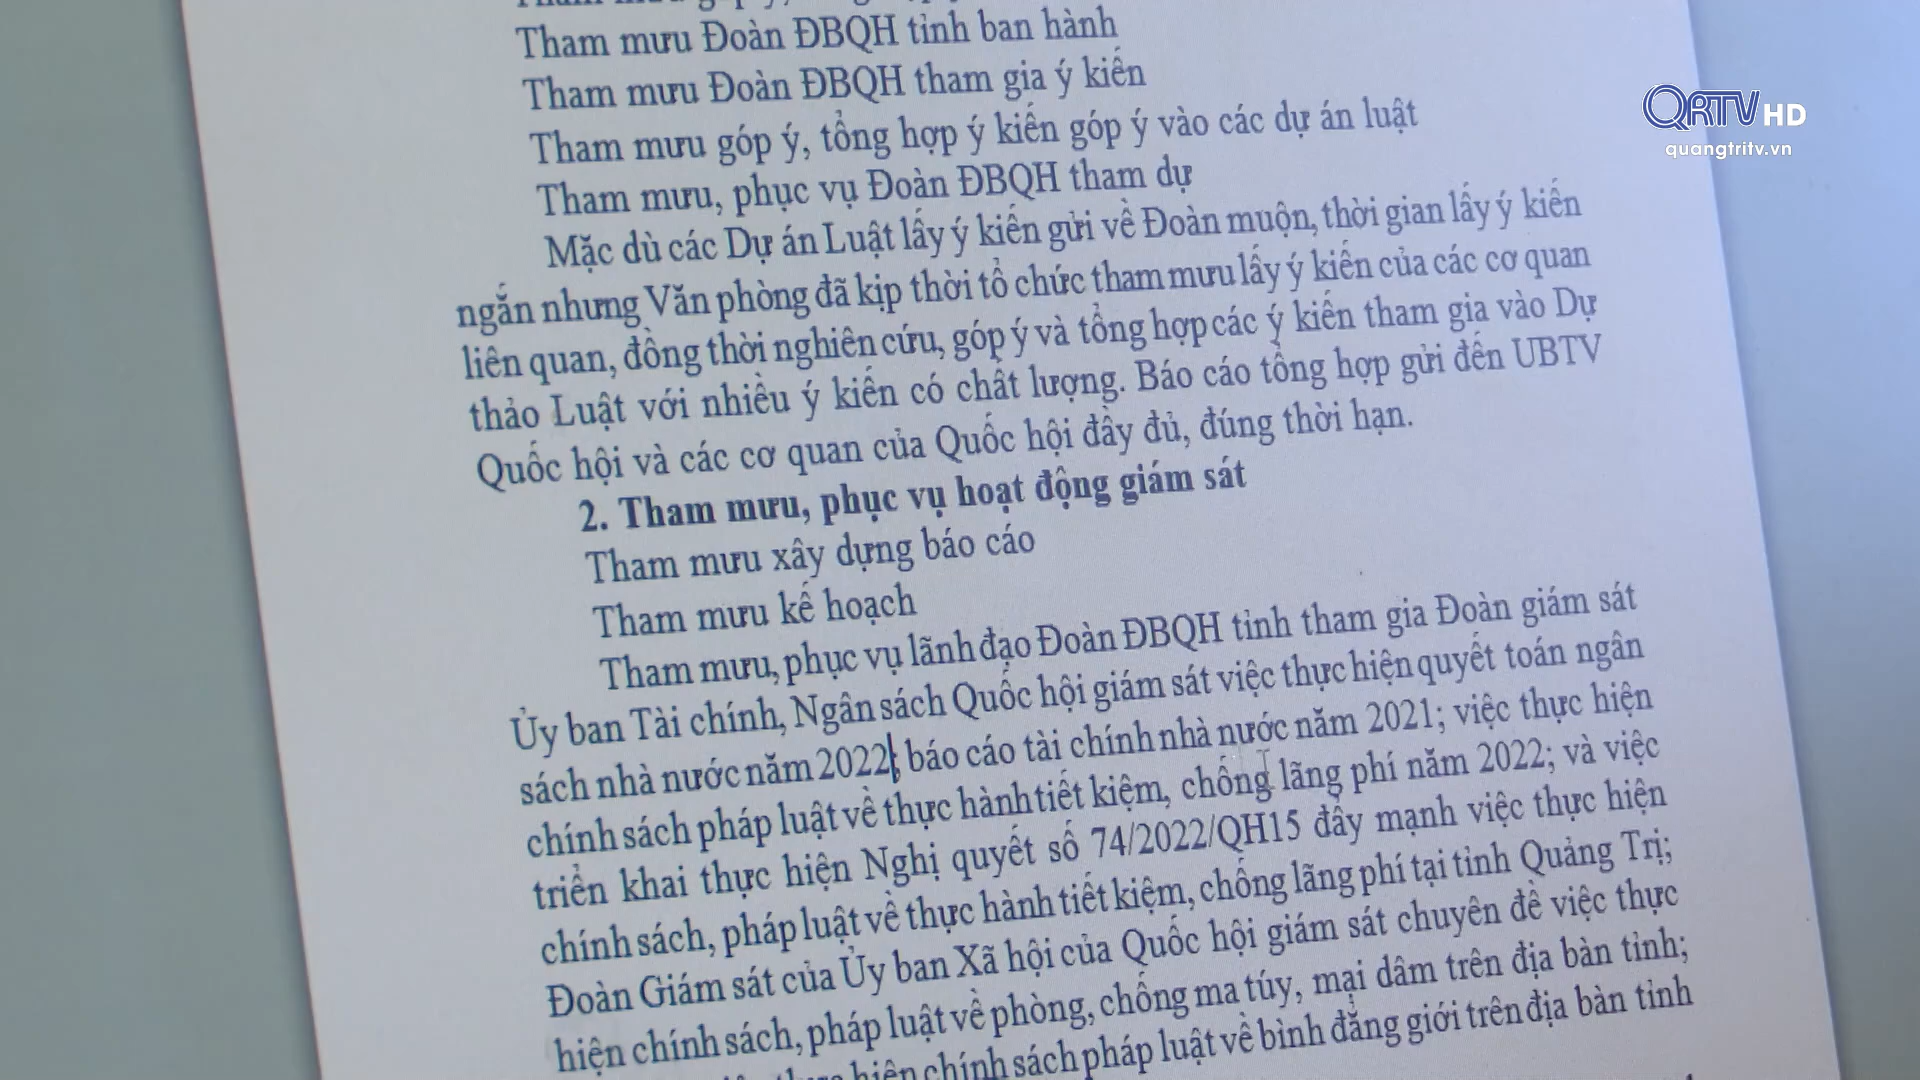 Tham mưu Đoàn ĐBQH tỉnh ban hành
Tham mưu Đoàn ĐBQH tham gia ý kiến
Tham mưu góp ý, tổng hợp ý kiến góp ý vào các dự án luật
Tham mưu, phục vụ Đoàn ĐBQH tham dự
Mặc dù các Dự án Luật lấy ý kiến gửi về Đoàn muộn, thời gian lấy ý kiến
ngắn nhưng Văn phòng đã kịp thời tổ chức tham mưu lấy ý kiến của các cơ quan
liên quan, đồng thời nghiên cứu, góp ý và tổng hợp các ý kiến tham gia vào Dự
thảo Luật với nhiều ý kiến có chất lượng. Báo cáo tổng hợp gửi đến UBTV
Quốc hội và các cơ quan của Quốc hội đầy đủ, đúng thời hạn.
2. Tham mưu, phục vụ hoạt động giám sát
Tham mưu xây dựng báo cáo
Tham mưu kế hoạch
Tham mưu, phục vụ lãnh đạo Đoàn ĐBQH tỉnh tham gia Đoàn giám sát
Ủy ban Tài chính, Ngân sách Quốc hội giám sát việc thực hiện quyết toán ngân
sách nhà nước năm 2022; báo cáo tài chính nhà nước năm 2021; việc thực hiện
chính sách pháp luật về thực hành tiết kiệm, chống lãng phí năm 2022; và việc
triển khai thực hiện Nghị quyết số 74/2022/QH15 đẩy mạnh việc thực hiện
chính sách, pháp luật về thực hành tiết kiệm, chống lãng phí tại tỉnh Quảng Trị;
Đoàn Giám sát của Ủy ban Xã hội của Quốc hội giám sát chuyên đề việc thực
hiện chính sách, pháp luật về phòng, chống ma túy, mại dâm trên địa bàn tỉnh;
hiện chính sách pháp luật về bình đẳng giới trên địa bàn tỉnh
QRTV HD
quangtritv.vn